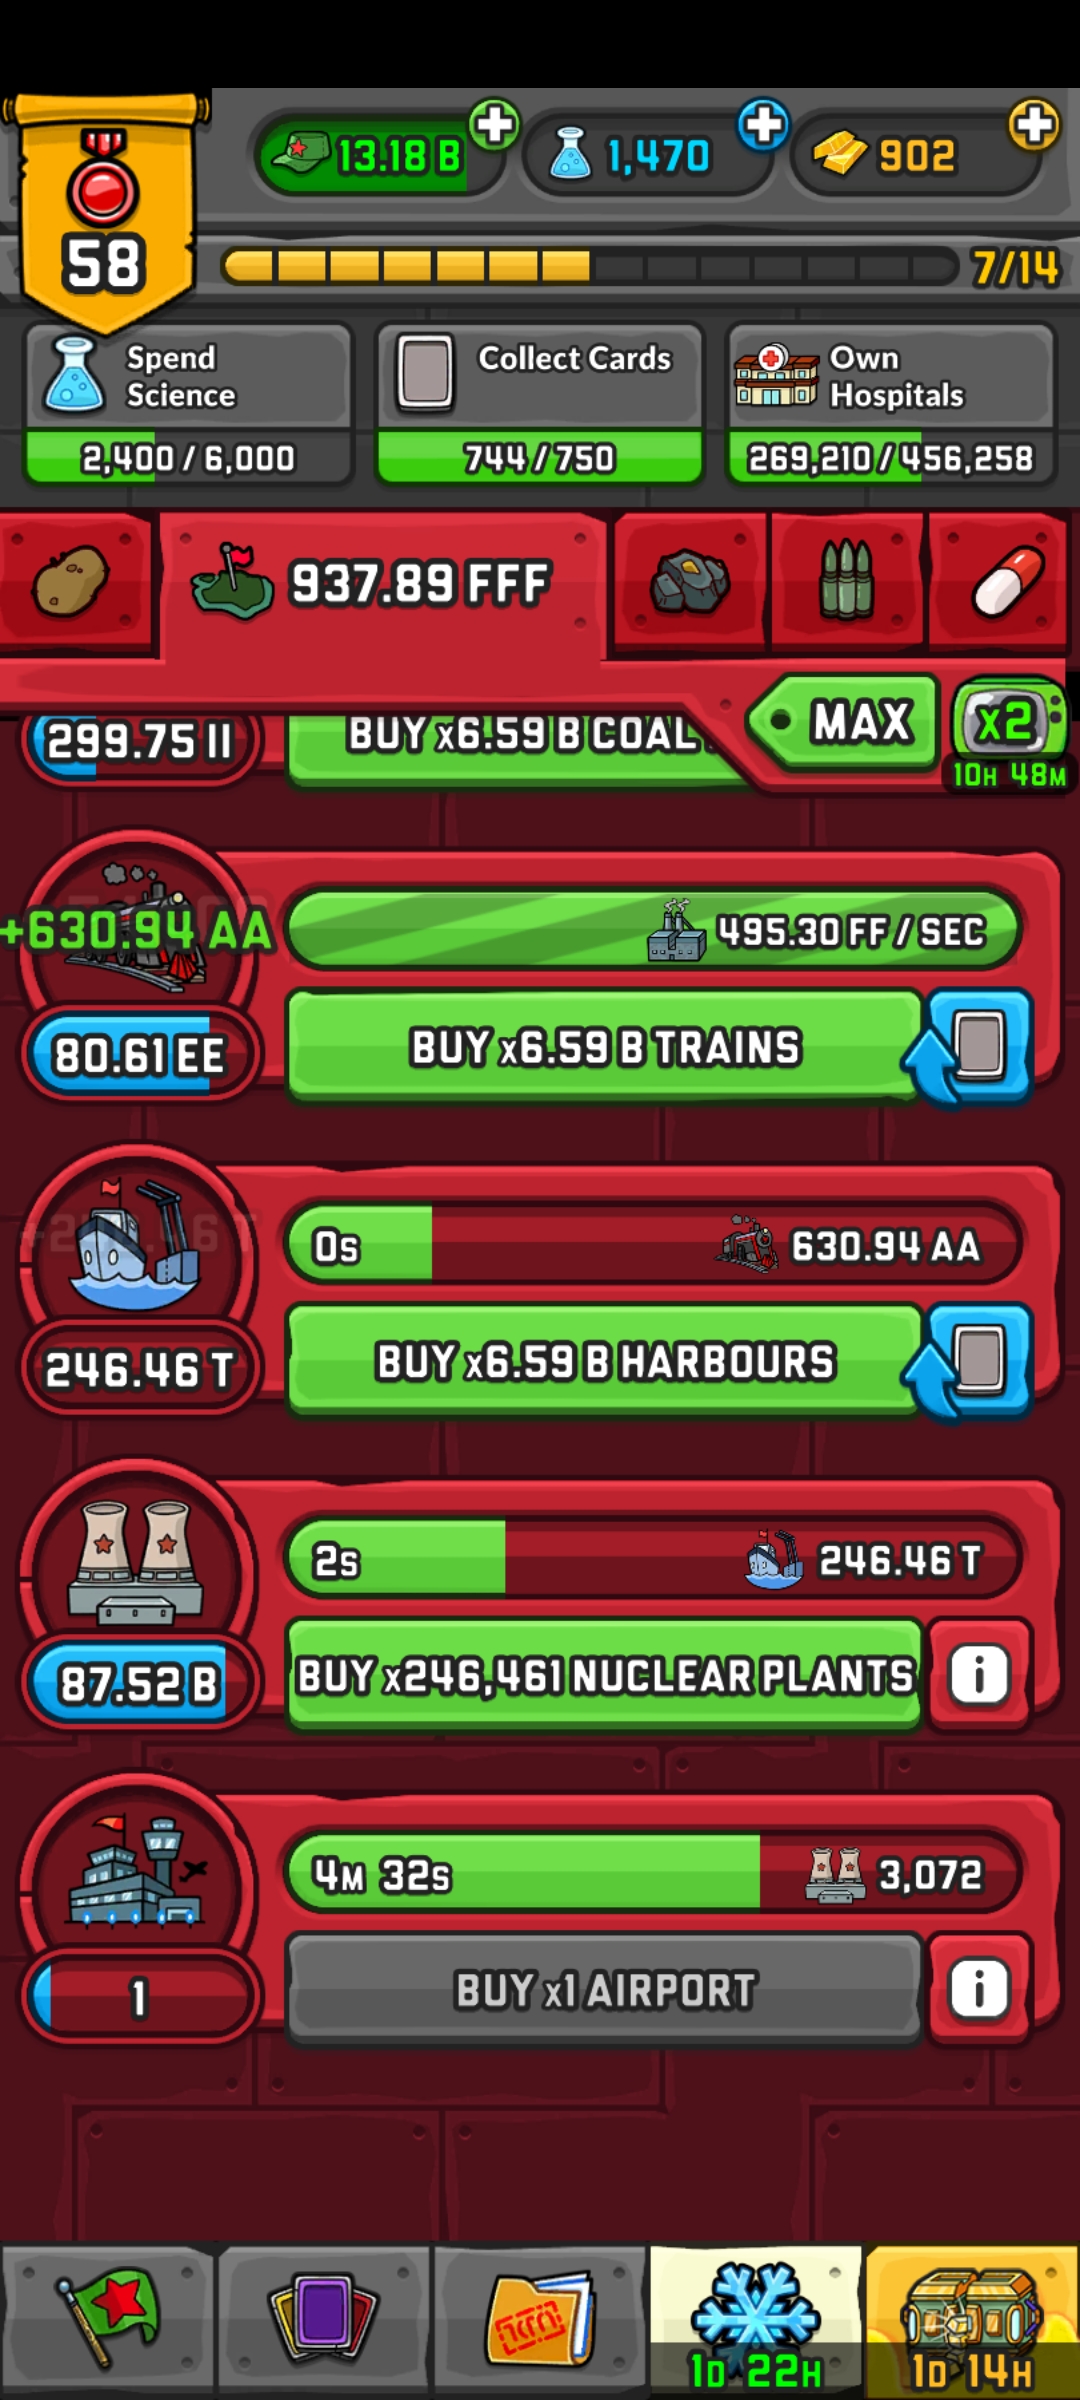 13.18 B
1,470
902
58
7/14
Spend
Science
2,400 / 6,000
Collect Cards
744 / 750
Own
Hospitals
269,210 / 456,258
937.89 FFF
MAX
x2
10H 48M
299.75 II
BUY x6.59 B COAL
+630.94 AA
495.30 FF / SEC
80.61 EE
BUY x6.59 B TRAINS
0s
630.94 AA
246.46 T
BUY x6.59 B HARBOURS
2s
246.46 T
87.52 B
BUY x246,461 NUCLEAR PLANTS
i
4M 32s
3,072
1
BUY x1 AIRPORT
i
1D 22H
1D 14H